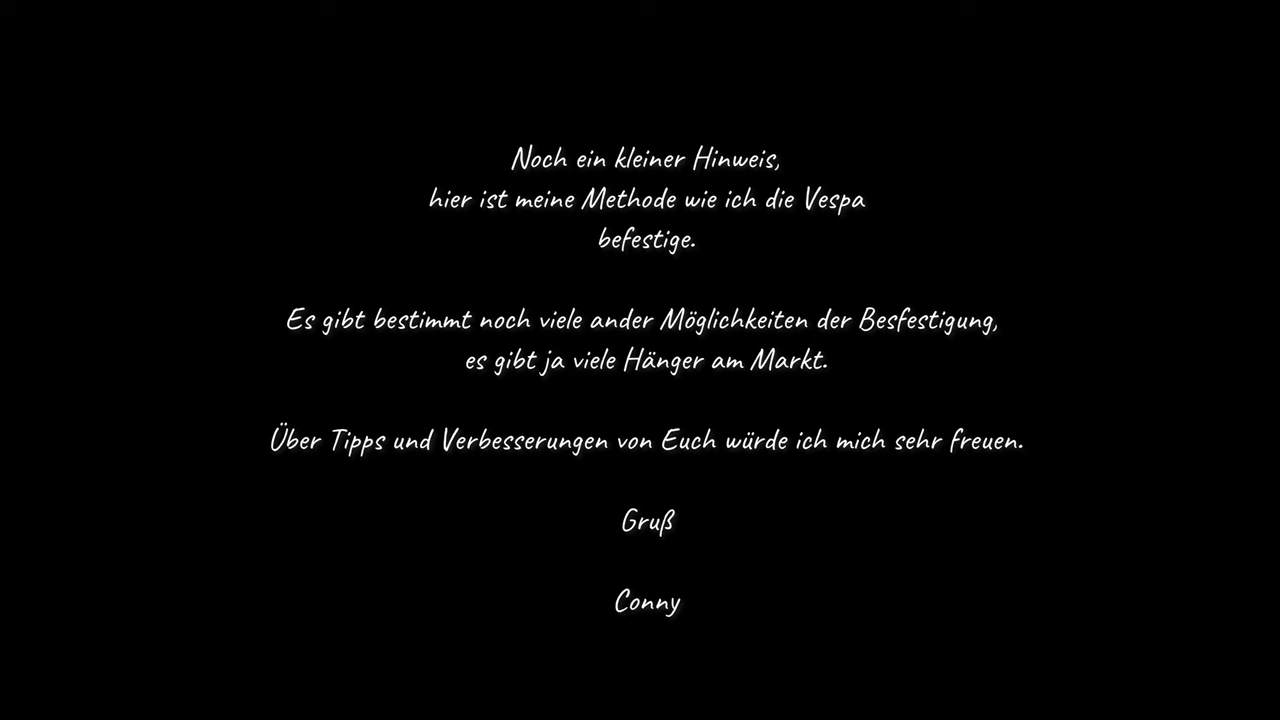 Noch ein kleiner Hinweis,
hier ist meine Methode wie ich die Vespa
befestige.
Es gibt bestimmt noch viele ander Möglichkeiten der Besfestigung,
es gibt ja viele Hänger am Markt.
Über Tipps und Verbesserungen von Euch würde ich mich sehr freuen.
Gruß
Conny